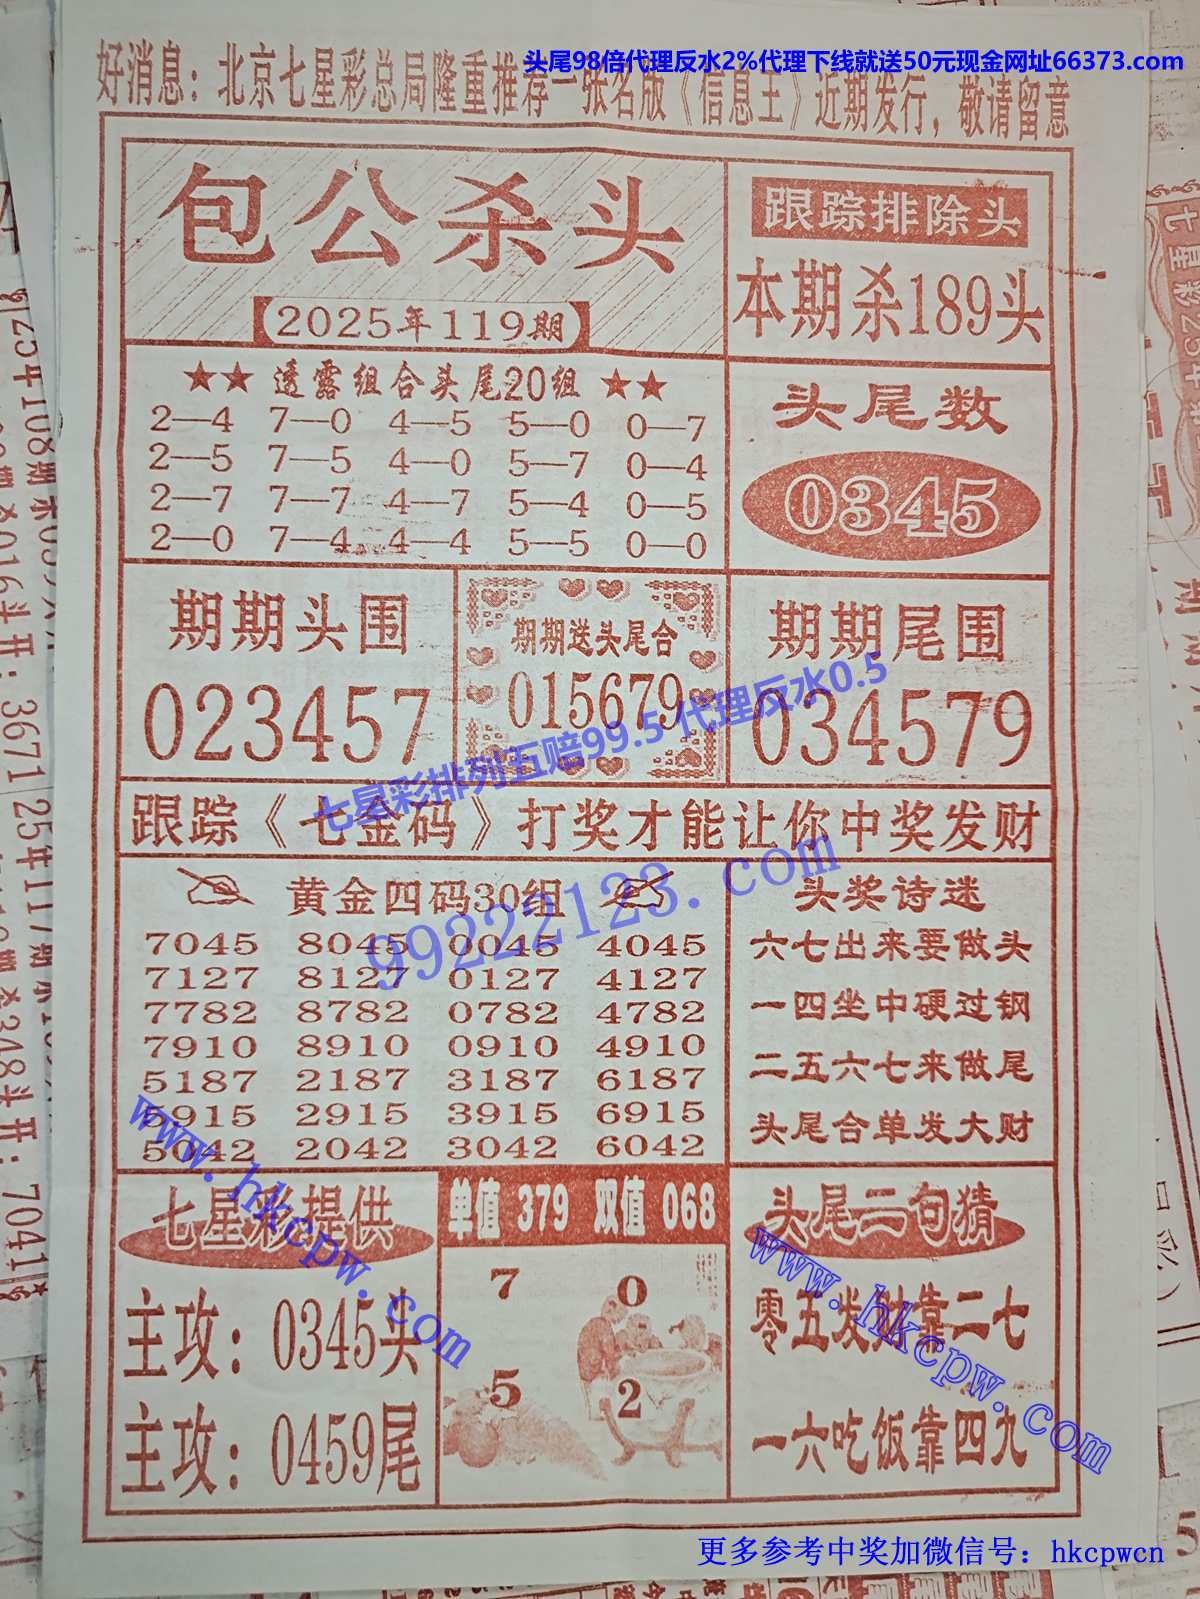 头尾98倍代理反水2%代理下线就送50元现金网址66373.com
好消息：北京七星彩总局隆重推荐一张名版《信息王》近期发行，敬请留意
包公杀头
【2025年119期】
跟踪排除头
本期杀189头
★★ 透露组合头尾20组 ★★
2—4 7—0 4—5 5—0 0—7
2—5 7—5 4—0 5—7 0—4
2—7 7—7 4—7 5—4 0—5
2—0 7—4 4—4 5—5 0—0
头尾数
0345
期期头围
023457
期期送头尾合
015679
期期尾围
034579
七星彩排列五赔99.5 代理反水0.5
跟踪《七金码》打奖才能让你中奖发财
黄金四码30组
7045 8045 0045 4045
7127 8127 0127 4127
7782 8782 0782 4782
7910 8910 0910 4910
5187 2187 3187 6187
5915 2915 3915 6915
5042 2042 3042 6042
99222123.com
头奖诗迷
六七出来要做头
一四坐中硬过钢
二五六七来做尾
头尾合单发大财
七星彩提供
主攻：0345头
主攻：0459尾
www.hkcpw.com
单值 379 双值 068
7 0
5 2
头尾二句猜
零五发财靠二七
一六吃饭靠四九
www.hkcpw.com
更多参考中奖加微信号：hkcpwcn